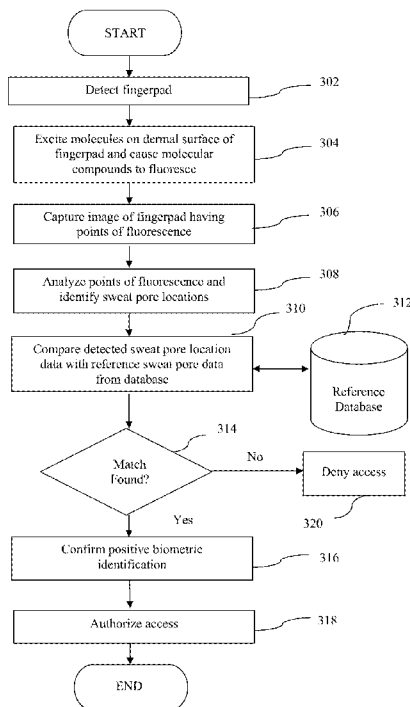 START
Detect fingerpad
302
Excite molecules on dermal surface of
fingerpad and cause molecular
compounds to fluoresce
304
Capture image of fingerpad having
points of fluorescence
306
Analyze points of fluorescence and
identify sweat pore locations
308
310
312
Compare detected sweat pore location
data with reference sweat pore data
from database
Reference
Database
314
Match
Found?
No
Deny access
320
Yes
Confirm positive biometric
identification
316
Authorize access
318
END